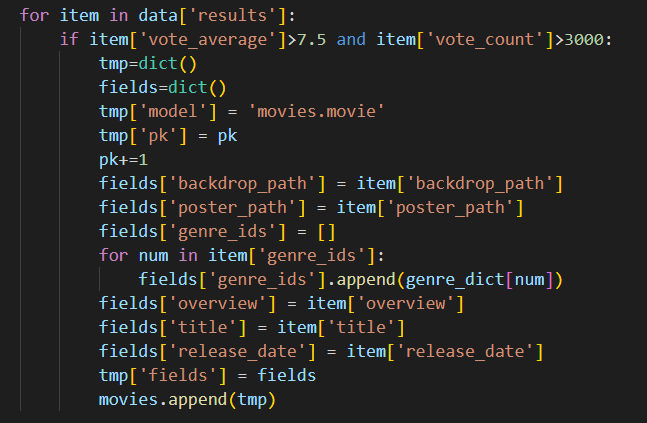 for item in data['results']:
    if item['vote_average']>7.5 and item['vote_count']>3000:
        tmp=dict()
        fields=dict()
        tmp['model'] = 'movies.movie'
        tmp['pk'] = pk
        pk+=1
        fields['backdrop_path'] = item['backdrop_path']
        fields['poster_path'] = item['poster_path']
        fields['genre_ids'] = []
        for num in item['genre_ids']:
            fields['genre_ids'].append(genre_dict[num])
        fields['overview'] = item['overview']
        fields['title'] = item['title']
        fields['release_date'] = item['release_date']
        tmp['fields'] = fields
        movies.append(tmp)